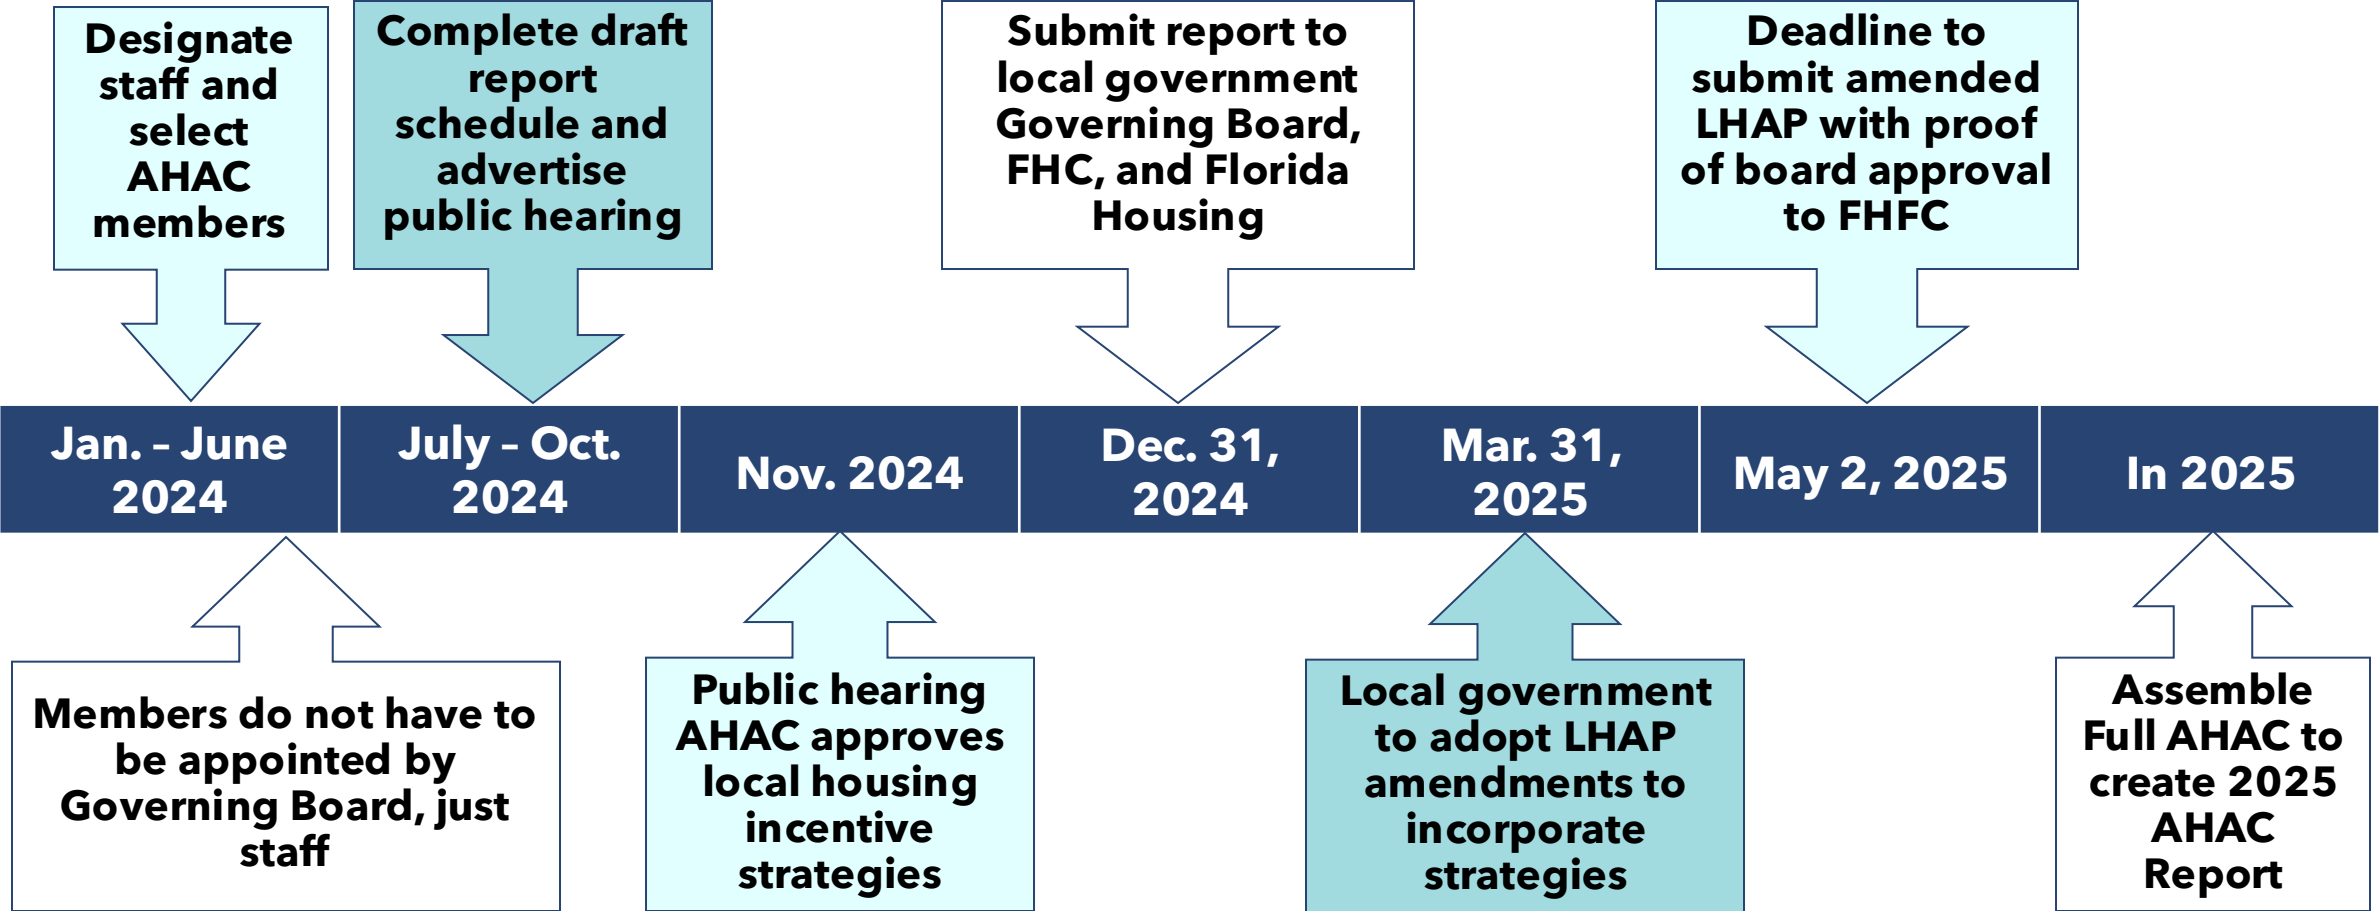 Designate
staff and
select
AHAC
members
Complete draft
report
schedule and
advertise
public hearing
Submit report to
local government
Governing Board,
FHC, and Florida
Housing
Deadline to
submit amended
LHAP with proof
of board approval
to FHFC
Jan. – June
2024
July – Oct.
2024
Nov. 2024
Dec. 31,
2024
Mar. 31,
2025
May 2, 2025
In 2025
Members do not have to
be appointed by
Governing Board, just
staff
Public hearing
AHAC approves
local housing
incentive
strategies
Local government
to adopt LHAP
amendments to
incorporate
strategies
Assemble
Full AHAC to
create 2025
AHAC
Report